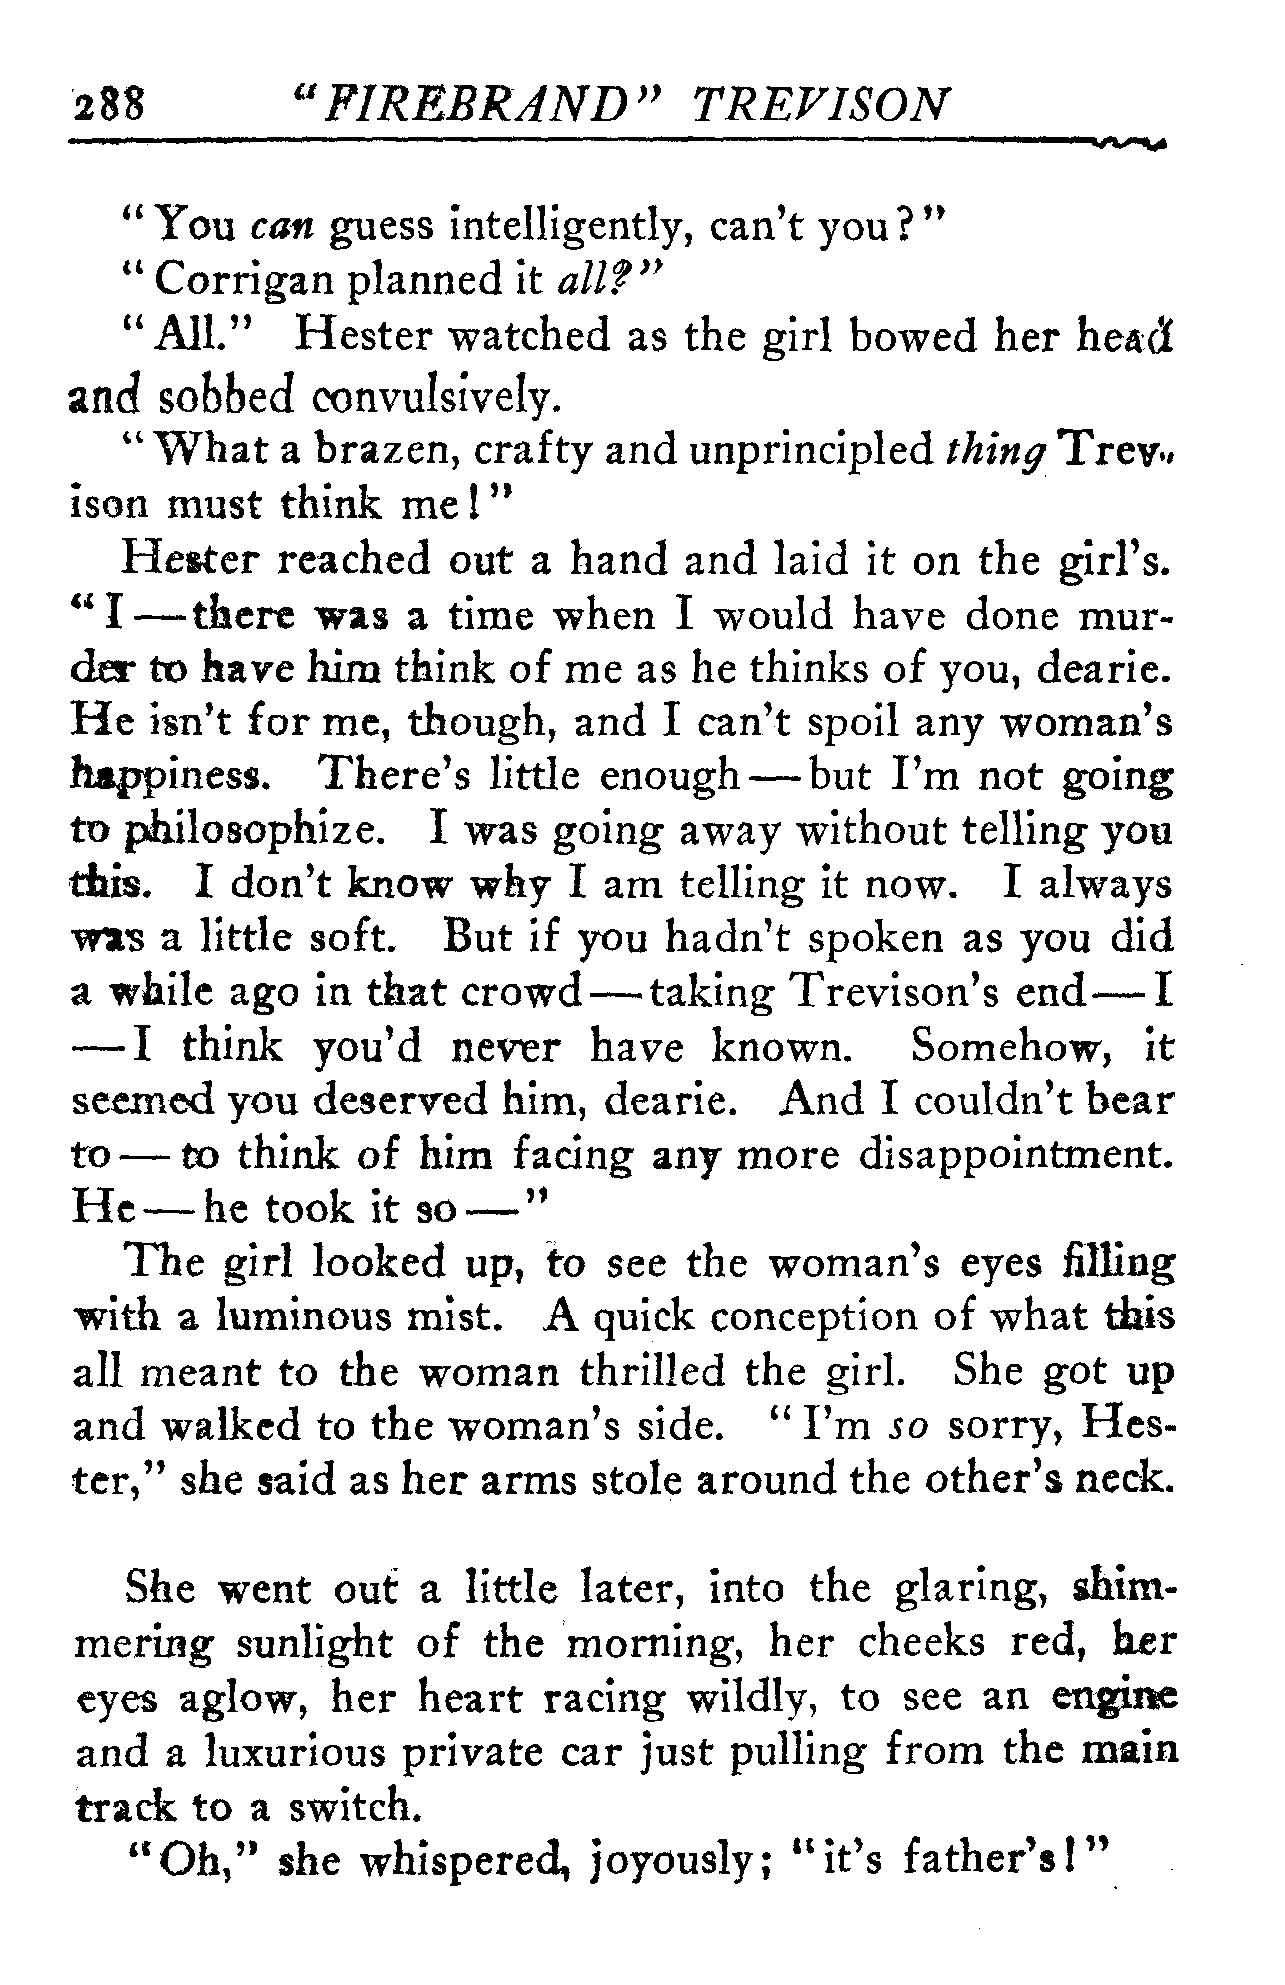 288 "FIREBRAND" TREVISON
"You can guess intelligently, can't you?"
"Corrigan planned it all?"
"All." Hester watched as the girl bowed her head
and sobbed convulsively.
"What a brazen, crafty and unprincipled thing Trev-
ison must think me!"
Hester reached out a hand and laid it on the girl's.
"I—there was a time when I would have done mur-
der to have him think of me as he thinks of you, dearie.
He isn't for me, though, and I can't spoil any woman's
happiness. There's little enough—but I'm not going
to philosophize. I was going away without telling you
this. I don't know why I am telling it now. I always
was a little soft. But if you hadn't spoken as you did
a while ago in that crowd—taking Trevison's end—I
—I think you'd never have known. Somehow, it
seemed you deserved him, dearie. And I couldn't bear
to—to think of him facing any more disappointment.
He—he took it so—"
The girl looked up, to see the woman's eyes filling
with a luminous mist. A quick conception of what this
all meant to the woman thrilled the girl. She got up
and walked to the woman's side. "I'm so sorry, Hes-
ter," she said as her arms stole around the other's neck.
She went out a little later, into the glaring, shim-
mering sunlight of the morning, her cheeks red, her
eyes aglow, her heart racing wildly, to see an engine
and a luxurious private car just pulling from the main
track to a switch.
"Oh," she whispered, joyously; "it's father's!"